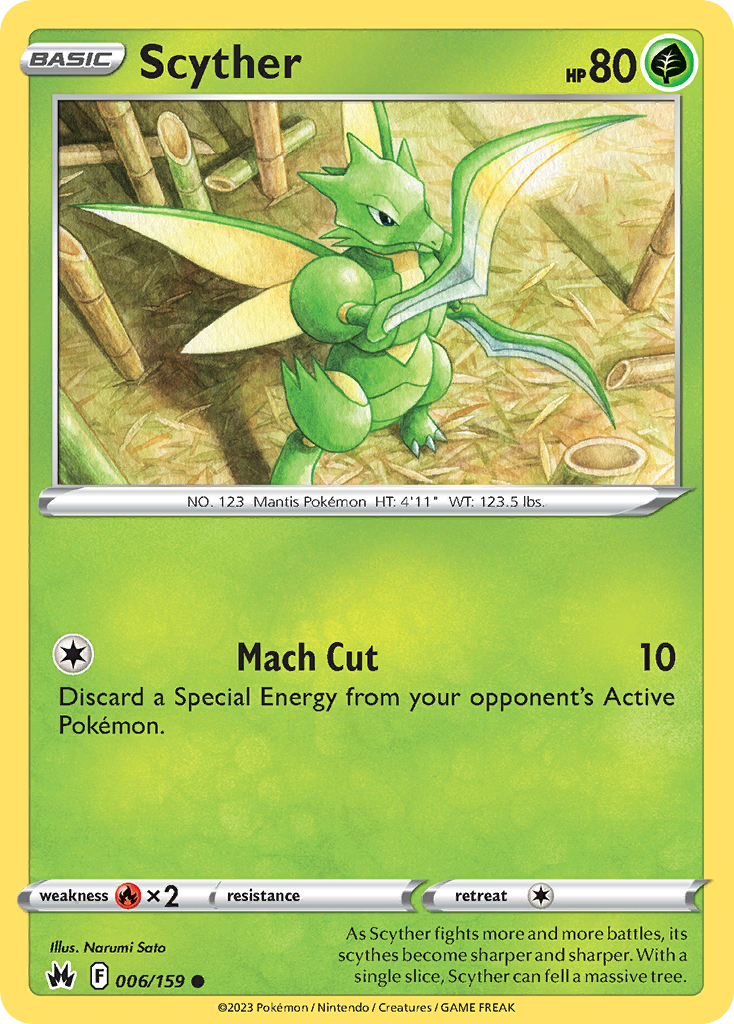 BASIC Scyther HP 80
NO. 123 Mantis Pokémon HT: 4'11" WT: 123.5 lbs.
Mach Cut 10
Discard a Special Energy from your opponent's Active
Pokémon.
weakness ×2 resistance retreat
Illus. Narumi Sato
As Scyther fights more and more battles, its
scythes become sharper and sharper. With a
single slice, Scyther can fell a massive tree.
F 006/159
©2023 Pokémon / Nintendo / Creatures / GAME FREAK